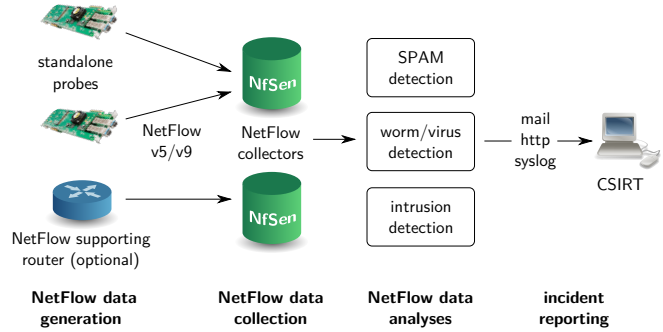 standalone
probes
NetFlow
v5/v9
NetFlow supporting
router (optional)
NfSen
NetFlow
collectors
NfSen
SPAM
detection
worm/virus
detection
intrusion
detection
mail
http
syslog
CSIRT
NetFlow data
generation
NetFlow data
collection
NetFlow data
analyses
incident
reporting